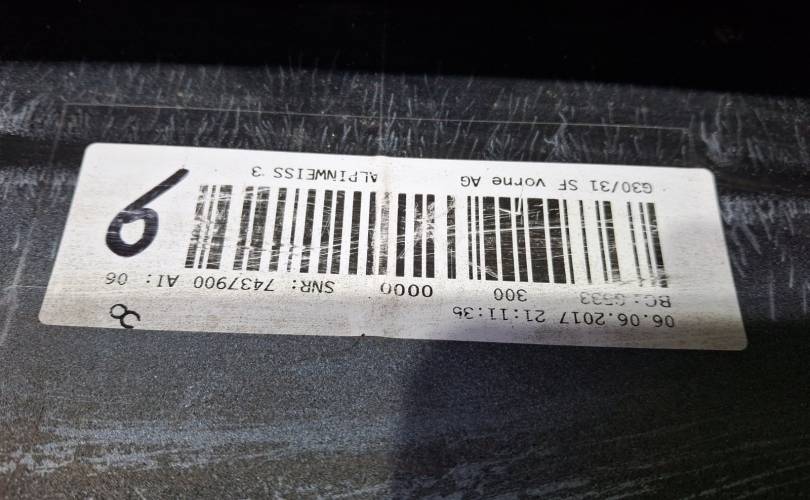 06.06.2017 21:11:35
BC: G533 300 0000 SNR: 7437900 AI: 06
G30/31 SF vorne AG ALPINWEISS 3